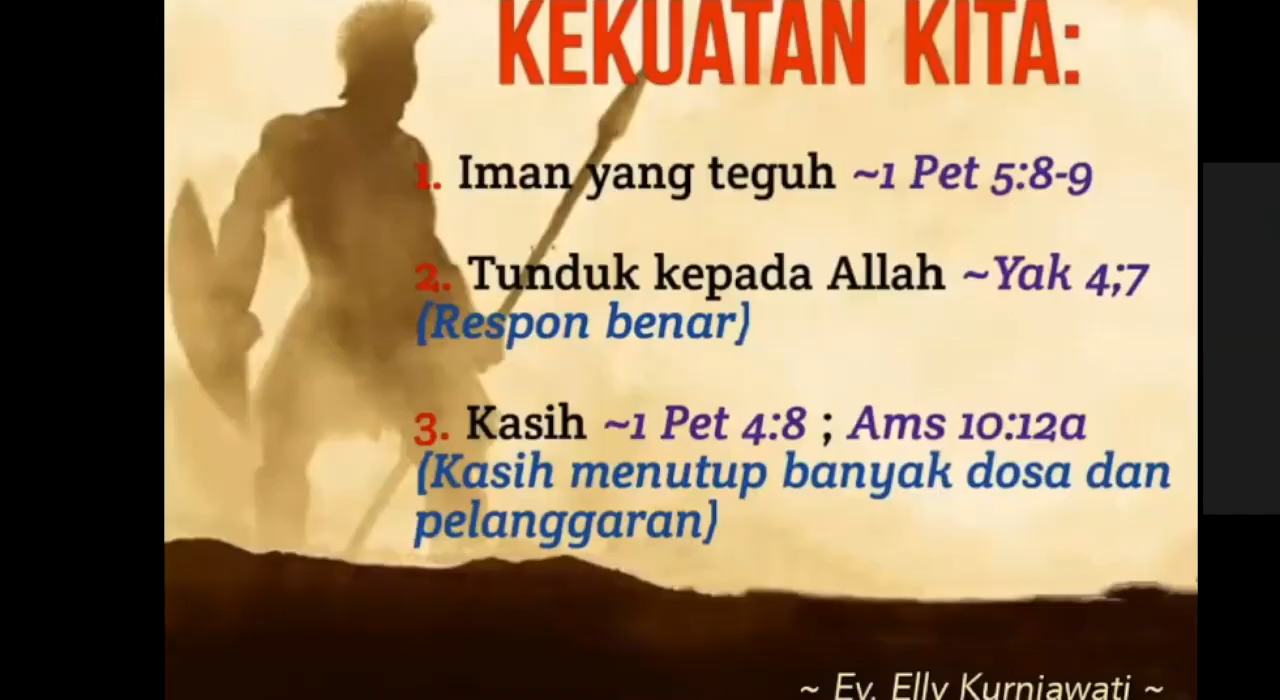 KEKUATAN KITA:
1. Iman yang teguh ~1 Pet 5:8-9
2. Tunduk kepada Allah ~Yak 4;7
(Respon benar)
3. Kasih ~1 Pet 4:8 ; Ams 10:12a
(Kasih menutup banyak dosa dan
pelanggaran)
~ Ev. Elly Kurniawati ~